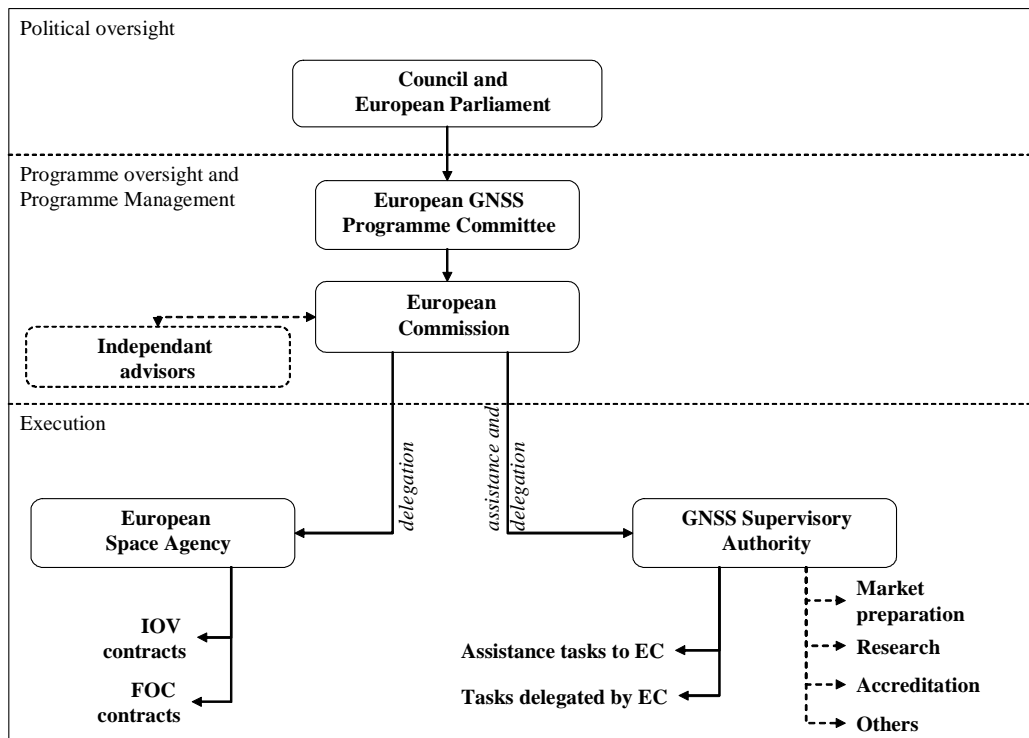 Political oversight
Council and
European Parliament
Programme oversight and
Programme Management
European GNSS
Programme Committee
European
Commission
Independant
advisors
Execution
delegation
assistance and
delegation
European
Space Agency
GNSS Supervisory
Authority
IOV
contracts
FOC
contracts
Assistance tasks to EC
Tasks delegated by EC
Market
preparation
Research
Accreditation
Others